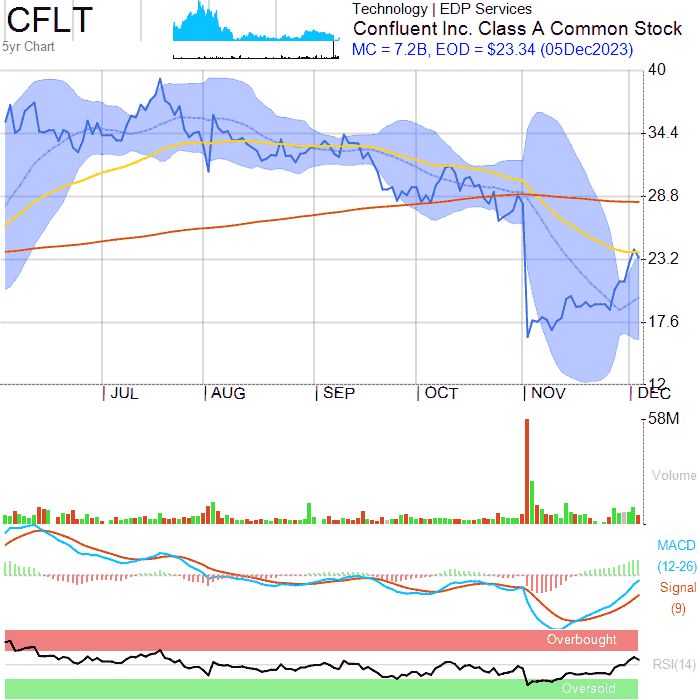 CFLT
5yr Chart
Technology | EDP Services
Confluent Inc. Class A Common Stock
MC = 7.2B, EOD = $23.34 (05Dec2023)
40
34.4
28.8
23.2
17.6
12
JUL
AUG
SEP
OCT
NOV
DEC
58M
Volume
MACD
(12-26)
Signal
(9)
Overbought
RSI(14)
Oversold